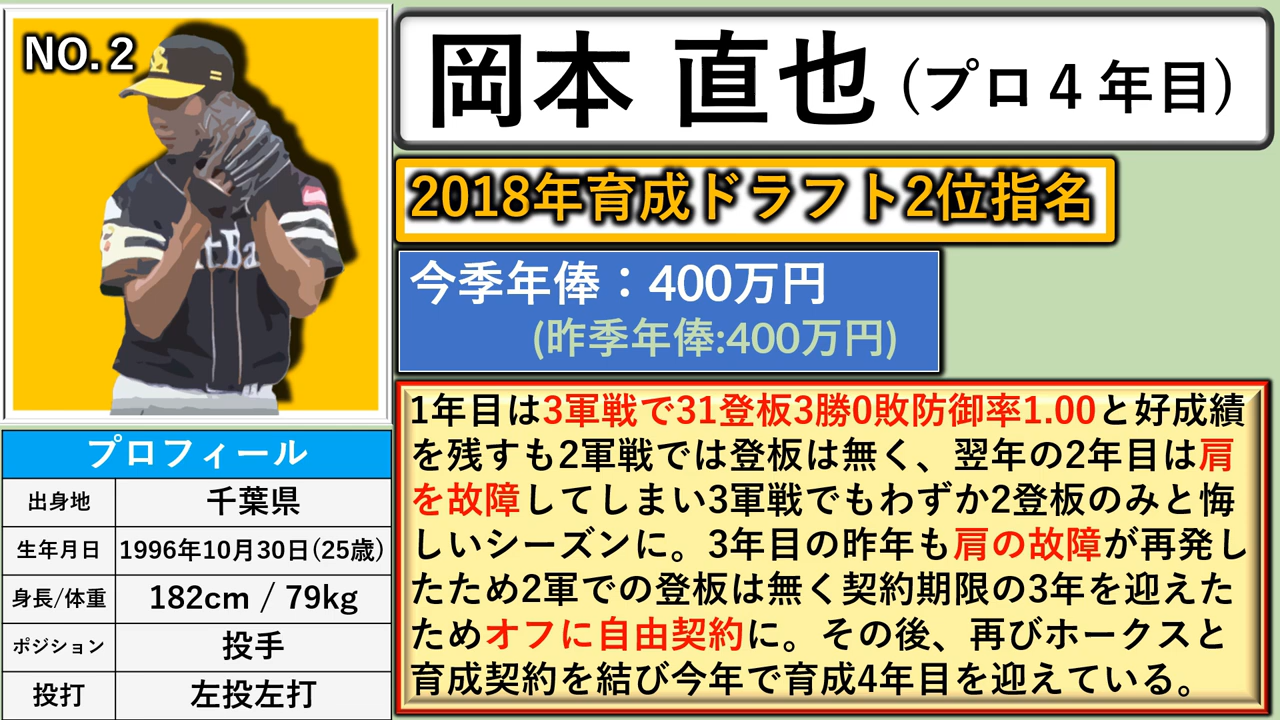 NO.2
岡本 直也 (プロ4年目)
2018年育成ドラフト2位指名
今季年俸：400万円
(昨季年俸:400万円)
1年目は3軍戦で31登板3勝0敗防御率1.00と好成績
を残すも2軍戦では登板は無く、翌年の2年目は肩
を故障してしまい3軍戦でもわずか2登板のみと悔
しいシーズンに。3年目の昨年も肩の故障が再発し
たため2軍での登板は無く契約期限の3年を迎えた
ためオフに自由契約に。その後、再びホークスと
育成契約を結び今年で育成4年目を迎えている。
プロフィール
出身地 千葉県
生年月日 1996年10月30日(25歳)
身長/体重 182cm / 79kg
ポジション 投手
投打 左投左打